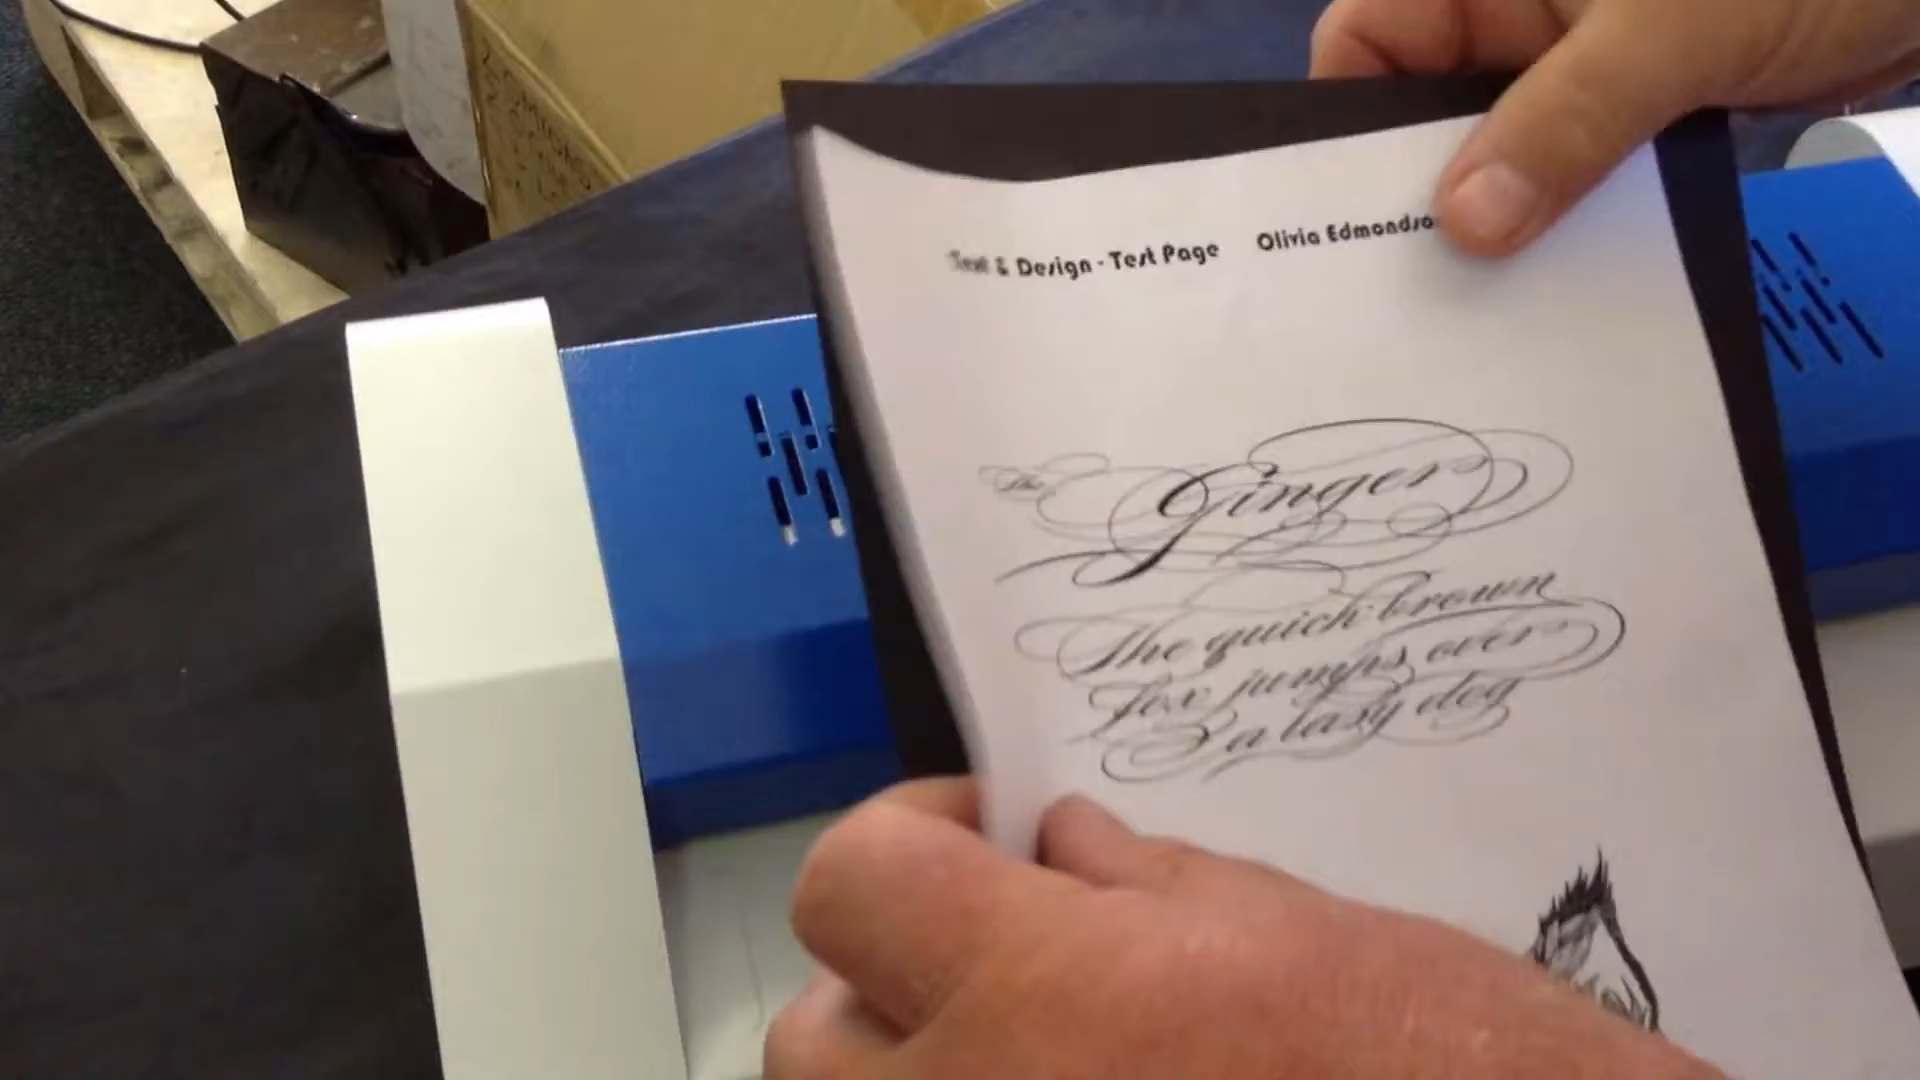 Text & Design - Test Page Olivia Edmondso
The
Ginger
The quick brown
fox jumps over
a lazy dog